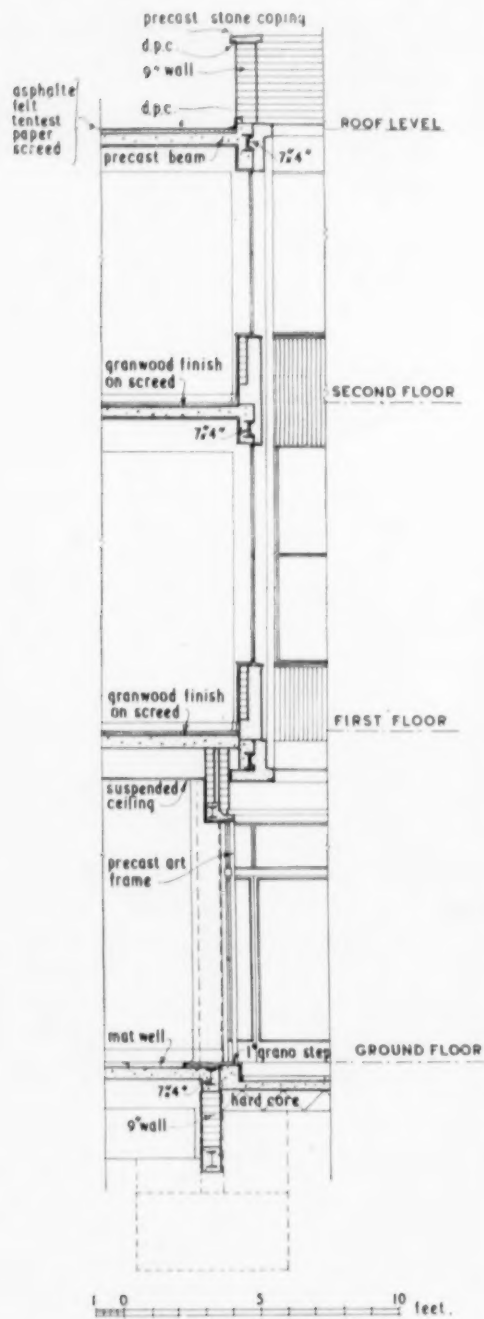 precast stone coping
d.p.c
9" wall
asphalte
felt
tentest
paper
screed
d.p.c
ROOF LEVEL
precast beam
7"x4"
granwood finish
on screed
SECOND FLOOR
7"x4"
granwood finish
on screed
FIRST FLOOR
suspended
ceiling
precast art
frame
mat well
1" grano step
GROUND FLOOR
7"x4"
hard core
9" wall
1 0 5 10
feet.